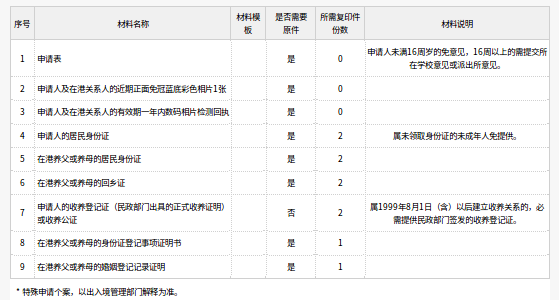 序号 材料名称 材料模板 是否需要原件 所需复印件份数 材料说明
1 申请表 是 0 申请人未满16周岁的免意见，16周以上的需提交所在学校意见或派出所意见。
2 申请人及在港关系人的近期正面免冠蓝底彩色相片1张 是 0
3 申请人及在港关系人的有效期一年内数码相片检测回执 是 0
4 申请人的居民身份证 是 2 属未领取身份证的未成年人免提供。
5 在港养父或养母的居民身份证 是 2
6 在港养父或养母的回乡证 是 2
7 申请人的收养登记证（民政部门出具的正式收养证明）或收养公证 否 2 属1999年8月1日（含）以后建立收养关系的，必需提供民政部门签发的收养登记证。
8 在港养父或养母的身份证登记事项证明书 是 1
9 在港养父或养母的婚姻登记记录证明 是 1
* 特殊申请个案，以出入境管理部门解释为准。